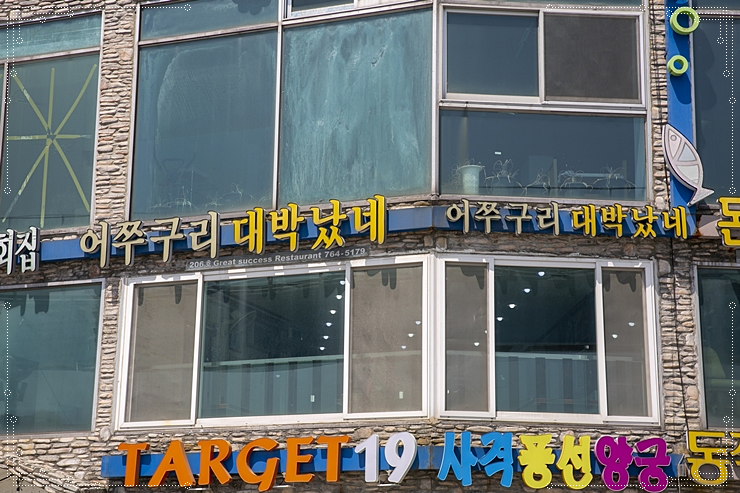 회집 어쭈구리 대박났네 어쭈구리 대박났네
206.8 Great success Restaurant 764-5179
TARGET 19 사격 풍선 양궁